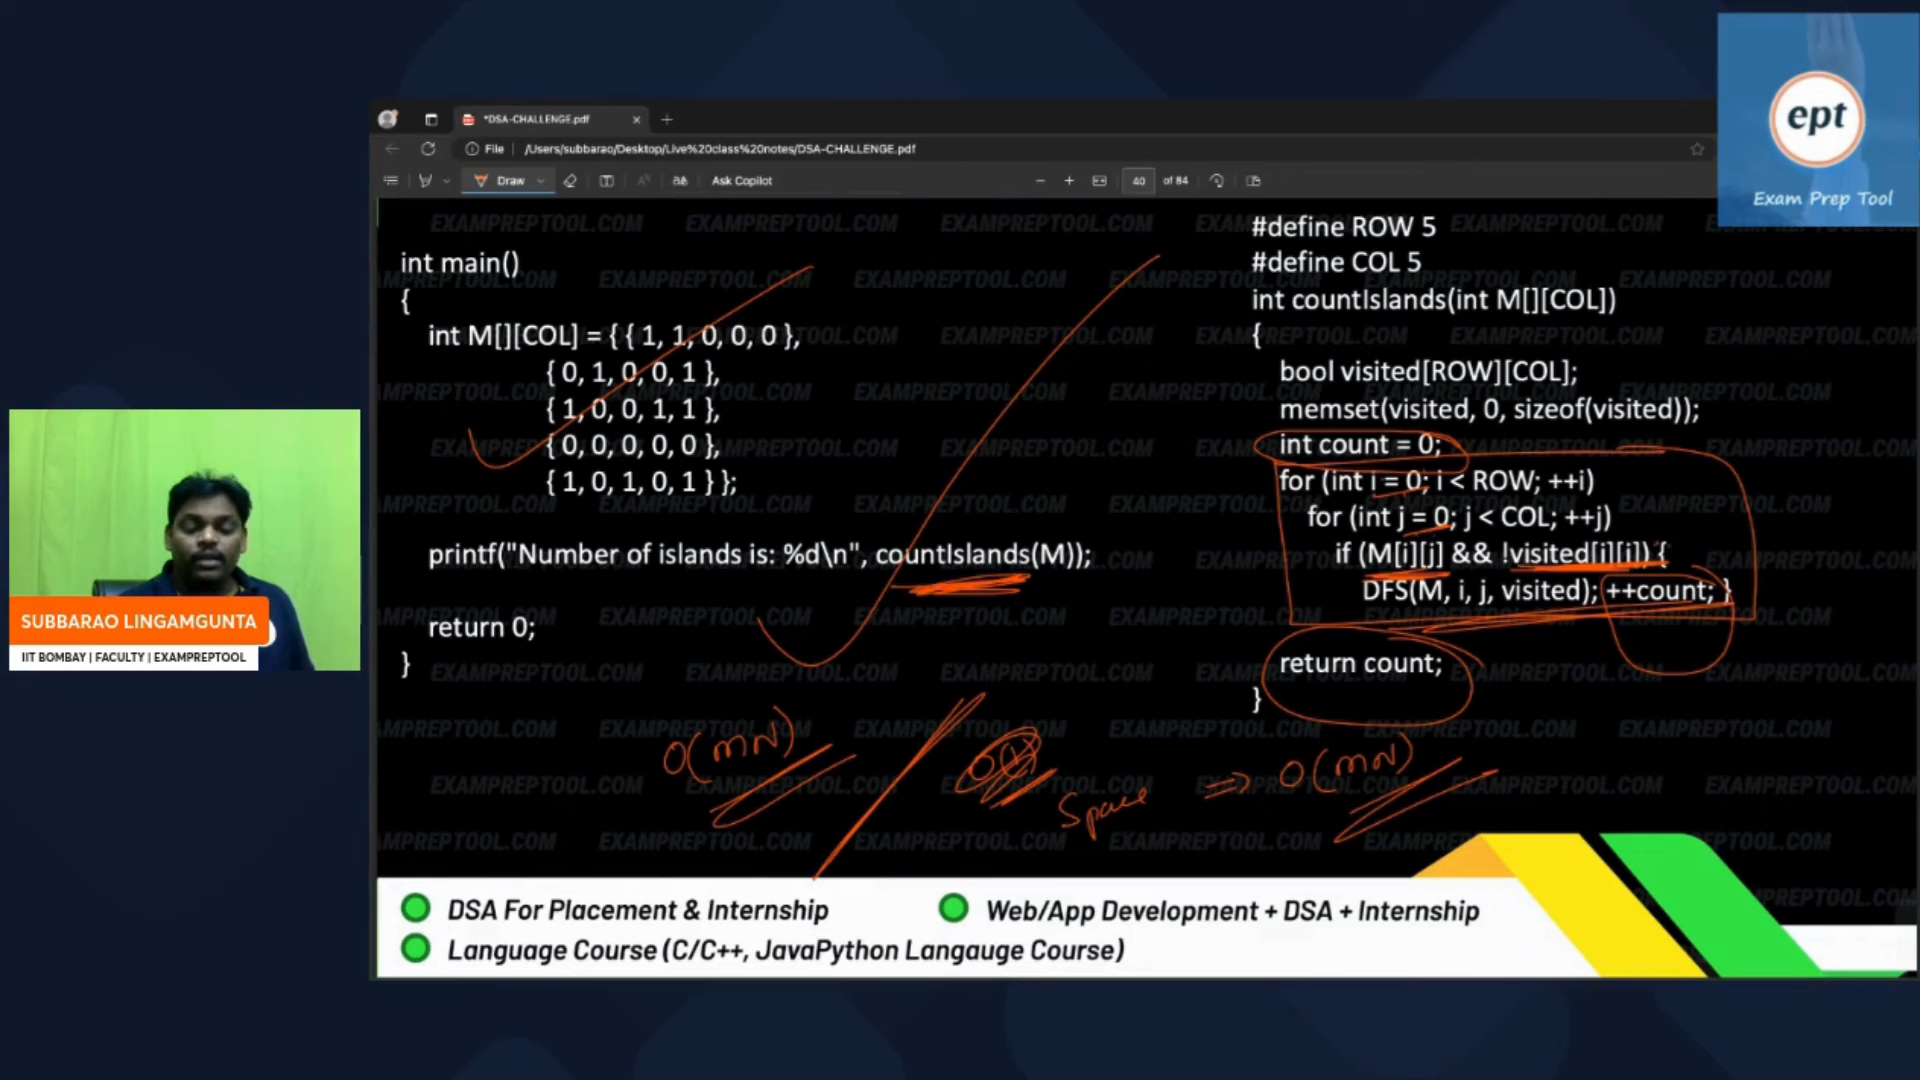 ept
Exam Prep Tool
*DSA-CHALLENGE.pdf
File | /Users/subbarao/Desktop/Live%20class%20notes/DSA-CHALLENGE.pdf
Draw
Ask Copilot
40 of 84
int main()
{
int M[][COL] = { { 1, 1, 0, 0, 0 },
{ 0, 1, 0, 0, 1 },
{ 1, 0, 0, 1, 1 },
{ 0, 0, 0, 0, 0 },
{ 1, 0, 1, 0, 1 } };
printf("Number of islands is: %d\n", countIslands(M));
return 0;
}
#define ROW 5
#define COL 5
int countIslands(int M[][COL])
{
bool visited[ROW][COL];
memset(visited, 0, sizeof(visited));
int count = 0;
for (int i = 0; i < ROW; ++i)
for (int j = 0; j < COL; ++j)
if (M[i][j] && !visited[i][j]) {
DFS(M, i, j, visited); ++count; }
return count;
}
O(MN)
O(1)
Space => O(MN)
EXAMPREPTOOL.COM
SUBBARAO LINGAMGUNTA
IIT BOMBAY | FACULTY | EXAMPREPTOOL
DSA For Placement & Internship
Web/App Development + DSA + Internship
Language Course (C/C++, JavaPython Langauge Course)